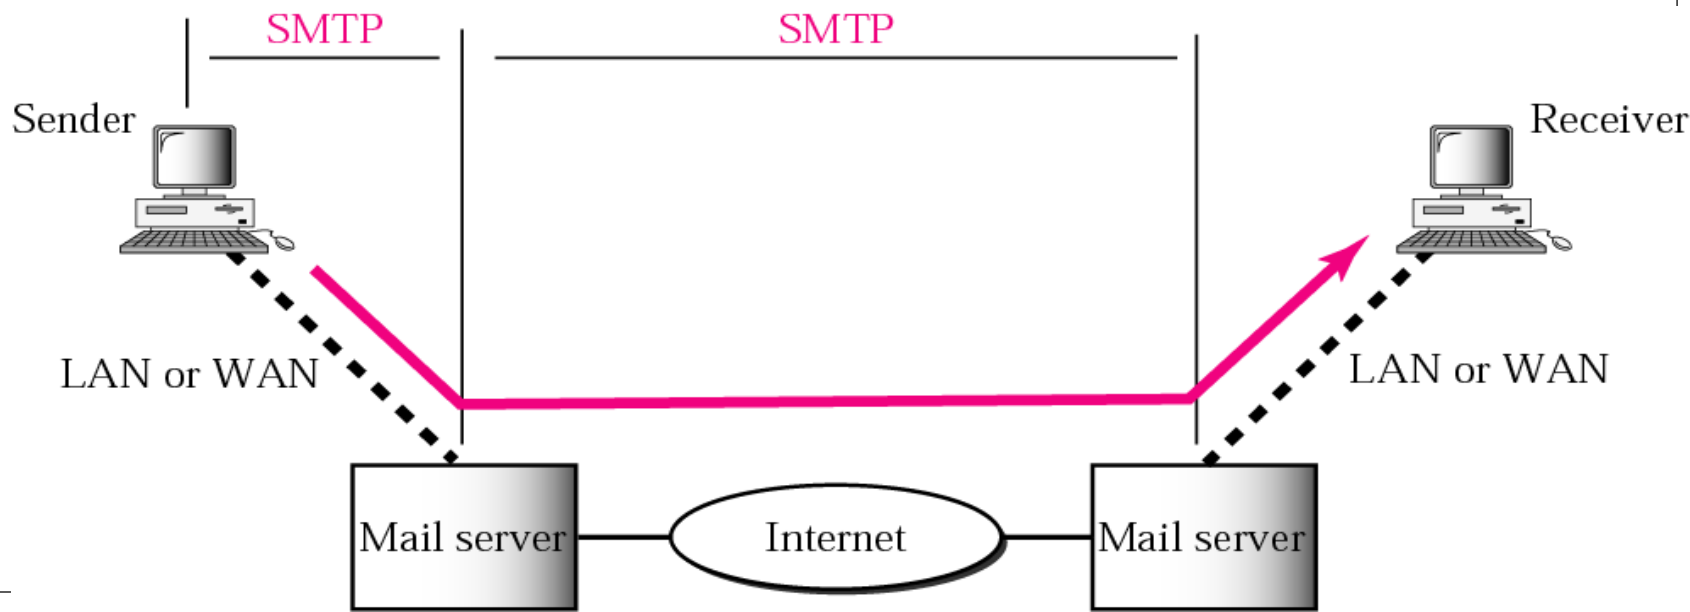 SMTP
SMTP
Sender
Receiver
LAN or WAN
LAN or WAN
Mail server
Internet
Mail server